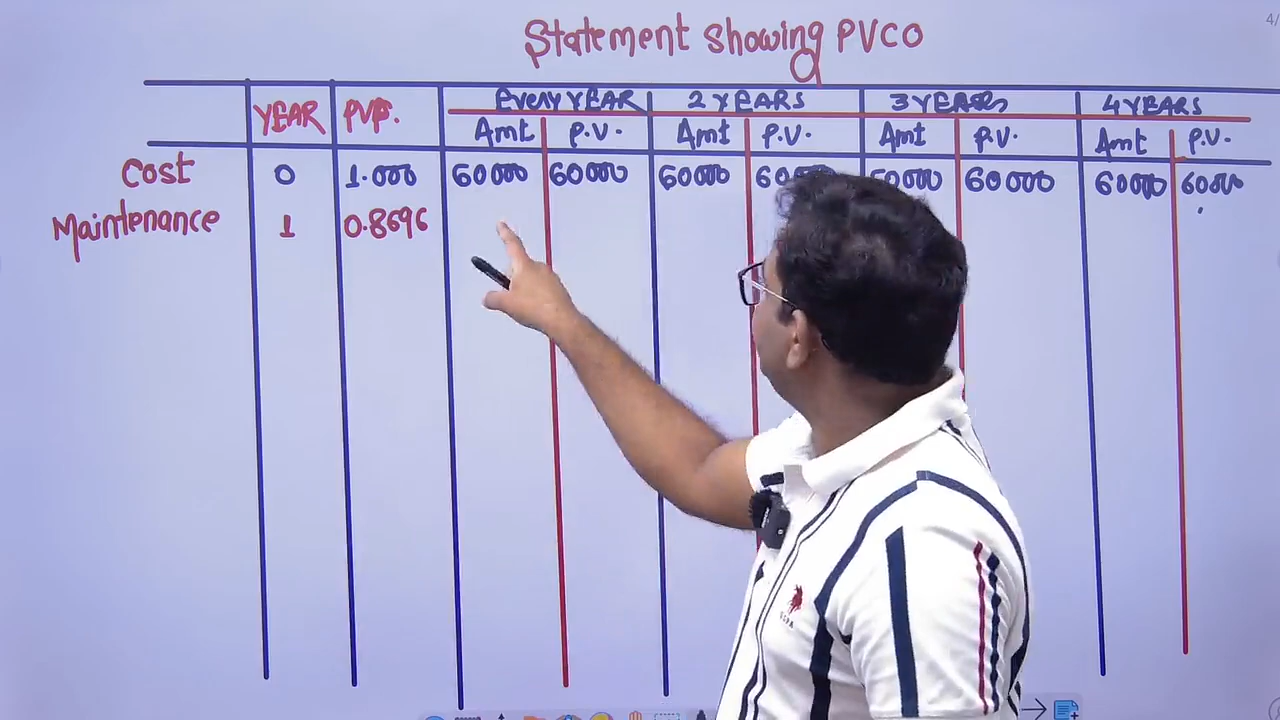 4/
Statement Showing PVCO
YEAR PVF. EVERY YEAR 2 YEARS 3 YEARS 4 YEARS
Amt P.V. Amt P.V. Amt P.V. Amt P.V.
Cost 0 1.000 60000 60000 60000 60000 60000 60000
Maintenance 1 0.8696